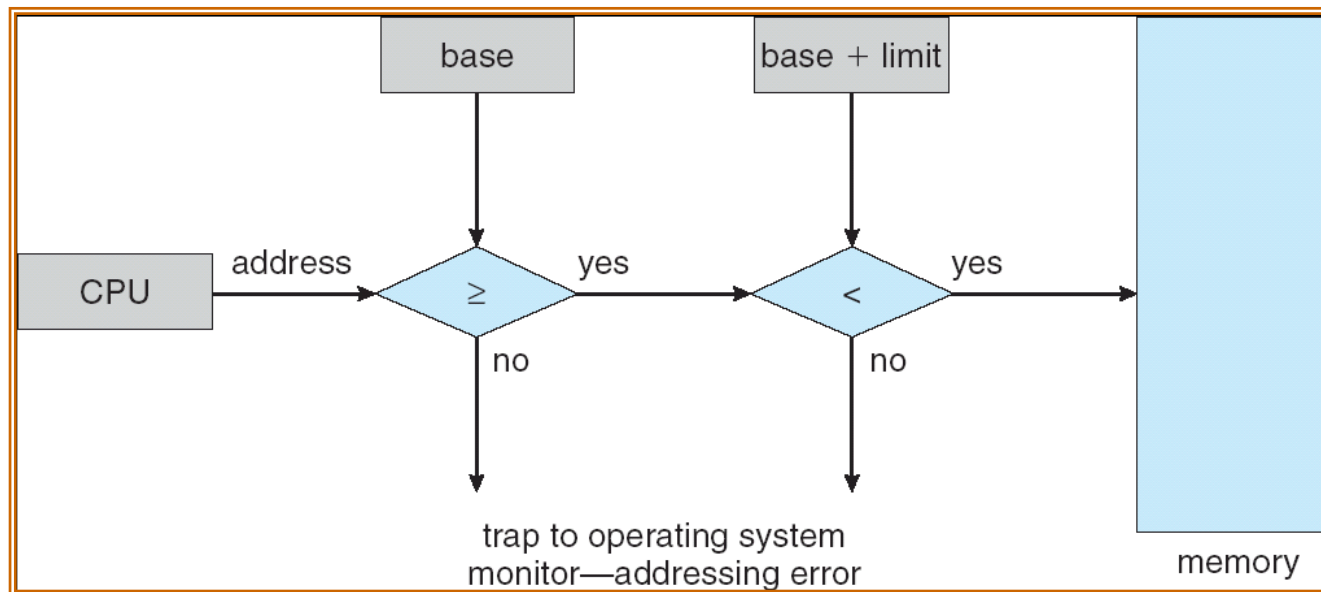 base
base + limit
CPU
address
≥
yes
<
yes
no
no
trap to operating system
monitor—addressing error
memory